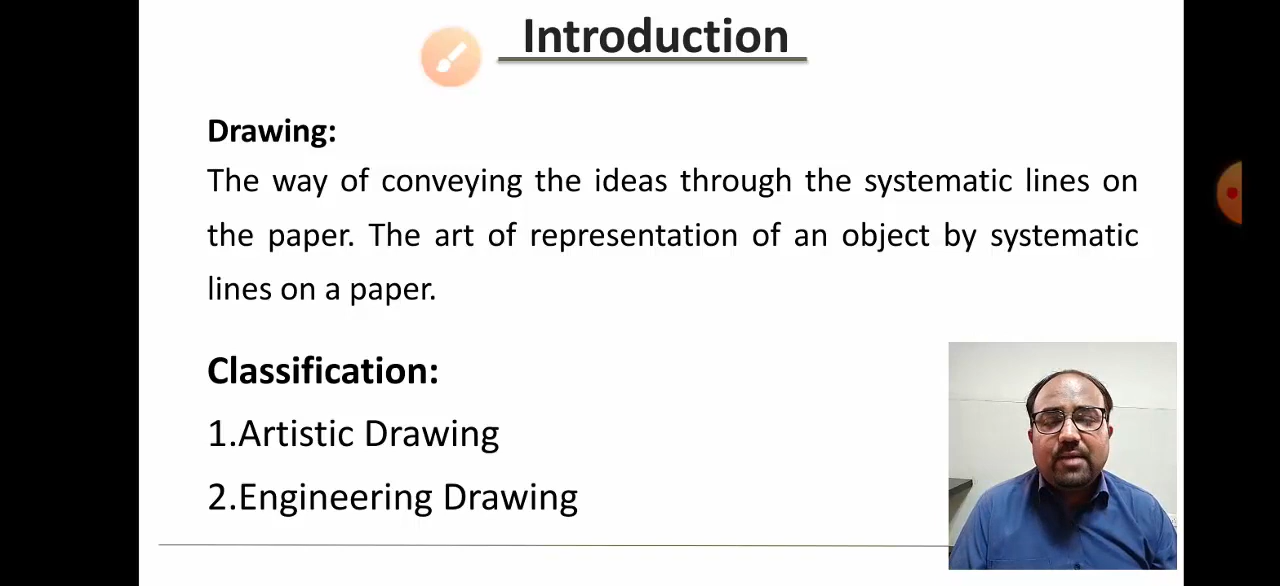 Introduction
Drawing:
The way of conveying the ideas through the systematic lines on
the paper. The art of representation of an object by systematic
lines on a paper.
Classification:
1.Artistic Drawing
2.Engineering Drawing